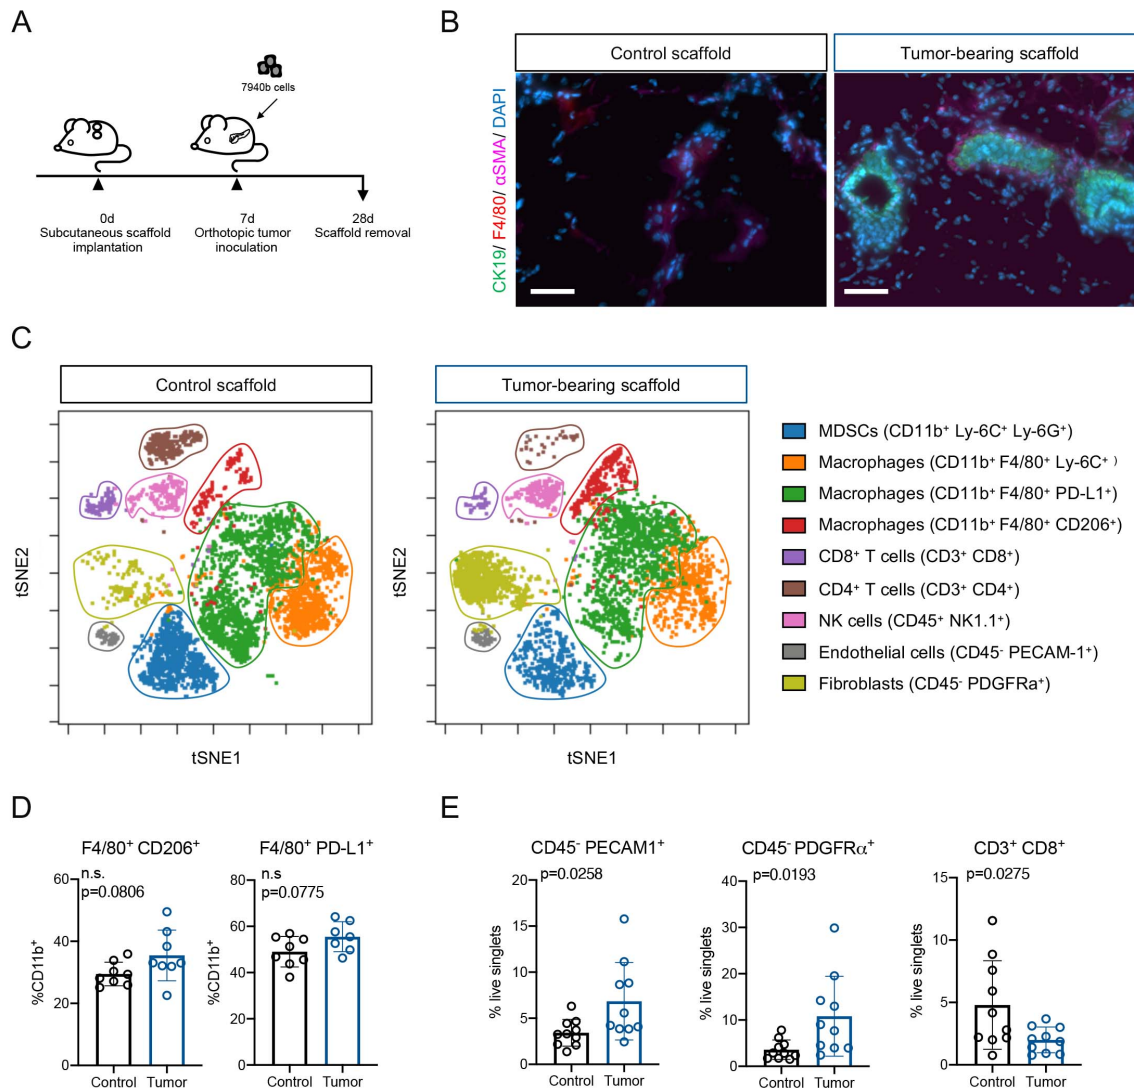 A
7940b cells
0d
Subcutaneous scaffold
implantation
7d
Orthotopic tumor
inoculation
28d
Scaffold removal
B
Control scaffold
Tumor-bearing scaffold
CK19/ F4/80/ αSMA/ DAPI
C
Control scaffold
Tumor-bearing scaffold
tSNE2
tSNE1
tSNE2
tSNE1
MDSCs (CD11b⁺ Ly-6C⁺ Ly-6G⁺)
Macrophages (CD11b⁺ F4/80⁺ Ly-6C⁺ )
Macrophages (CD11b⁺ F4/80⁺ PD-L1⁺)
Macrophages (CD11b⁺ F4/80⁺ CD206⁺)
CD8⁺ T cells (CD3⁺ CD8⁺)
CD4⁺ T cells (CD3⁺ CD4⁺)
NK cells (CD45⁺ NK1.1⁺)
Endothelial cells (CD45⁻ PECAM-1⁺)
Fibroblasts (CD45⁻ PDGFRa⁺)
D
F4/80⁺ CD206⁺
n.s.
p=0.0806
%CD11b⁺
60
40
20
0
Control Tumor
F4/80⁺ PD-L1⁺
n.s
p=0.0775
%CD11b⁺
80
60
40
20
0
Control Tumor
E
CD45⁻ PECAM1⁺
p=0.0258
% live singlets
20
15
10
5
0
Control Tumor
CD45⁻ PDGFRα⁺
p=0.0193
% live singlets
40
30
20
10
0
Control Tumor
CD3⁺ CD8⁺
p=0.0275
% live singlets
15
10
5
0
Control Tumor